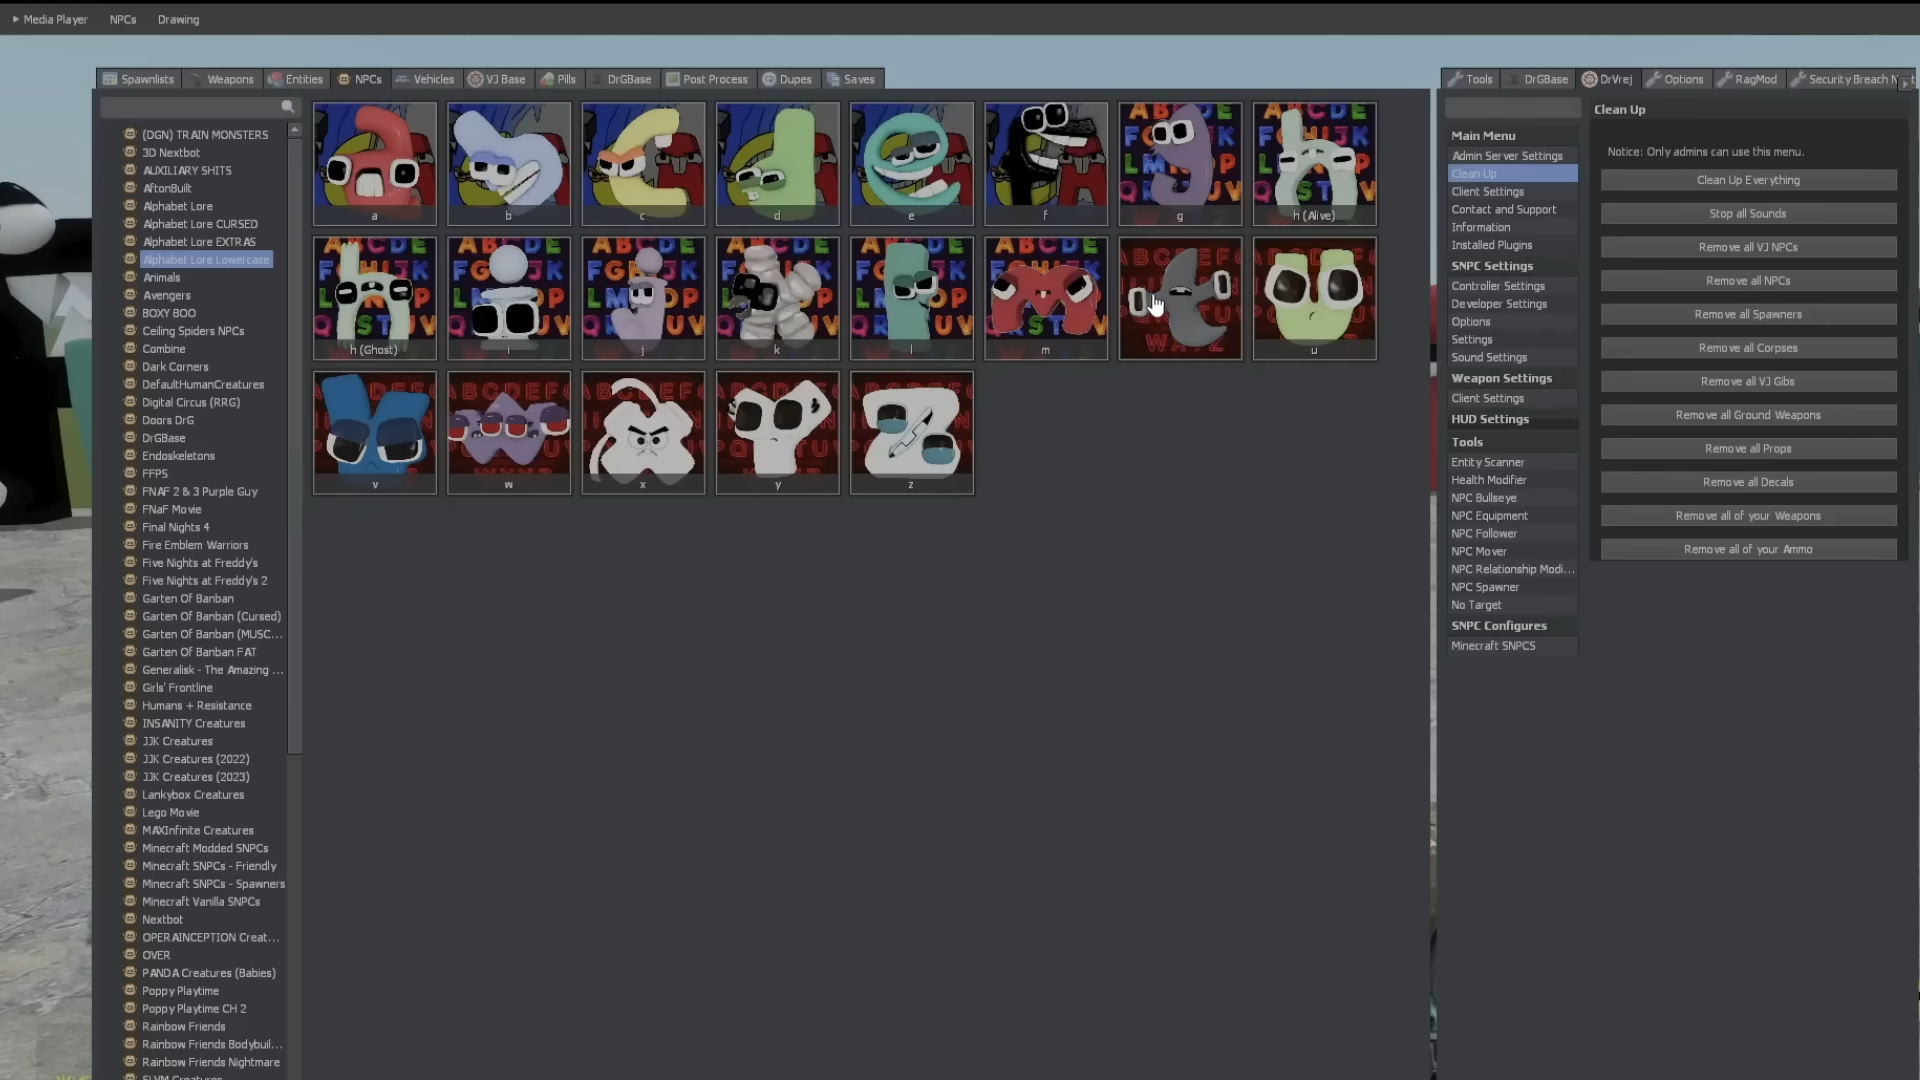 Media Player NPCs Drawing
Spawnlists Weapons Entities NPCs Vehicles VJ Base Pills DrGBase Post Process Dupes Saves
(DGN) TRAIN MONSTERS
3D Nextbot
AUXILIARY SHITS
AftonBuilt
Alphabet Lore
Alphabet Lore CURSED
Alphabet Lore EXTRAS
Alphabet Lore Lowercase
Animals
Avengers
BOXY BOO
Ceiling Spiders NPCs
Combine
Dark Corners
DefaultHumanCreatures
Digital Circus (RRG)
Doors DrG
DrGBase
Endoskeletons
FFPS
FNAF 2 & 3 Purple Guy
FNaF Movie
Final Nights 4
Fire Emblem Warriors
Five Nights at Freddy's
Five Nights at Freddy's 2
Garten Of Banban
Garten Of Banban (Cursed)
Garten Of Banban (MUSC...
Garten Of Banban FAT
Generalisk - The Amazing ...
Girls' Frontline
Humans + Resistance
INSANITY Creatures
JJK Creatures
JJK Creatures (2022)
JJK Creatures (2023)
Lankybox Creatures
Lego Movie
MAXInfinite Creatures
Minecraft Modded SNPCs
Minecraft SNPCs - Friendly
Minecraft SNPCs - Spawners
Minecraft Vanilla SNPCs
Nextbot
OPERAINCEPTION Creat...
OVER
PANDA Creatures (Babies)
Poppy Playtime
Poppy Playtime CH 2
Rainbow Friends
Rainbow Friends Bodybuil...
Rainbow Friends Nightmare
a b c d e f g h (Alive)
h (Ghost) i j k l m u
v w x y z
Tools DrGBase DrVrej Options RagMod Security Breach
Main Menu
Admin Server Settings
Clean Up
Client Settings
Contact and Support
Information
Installed Plugins
SNPC Settings
Controller Settings
Developer Settings
Options
Settings
Sound Settings
Weapon Settings
Client Settings
HUD Settings
Tools
Entity Scanner
Health Modifier
NPC Bullseye
NPC Equipment
NPC Follower
NPC Mover
NPC Relationship Modi...
NPC Spawner
No Target
SNPC Configures
Minecraft SNPCS
Clean Up
Notice: Only admins can use this menu.
Clean Up Everything
Stop all Sounds
Remove all VJ NPCs
Remove all NPCs
Remove all Spawners
Remove all Corpses
Remove all VJ Gibs
Remove all Ground Weapons
Remove all Props
Remove all Decals
Remove all of your Weapons
Remove all of your Ammo